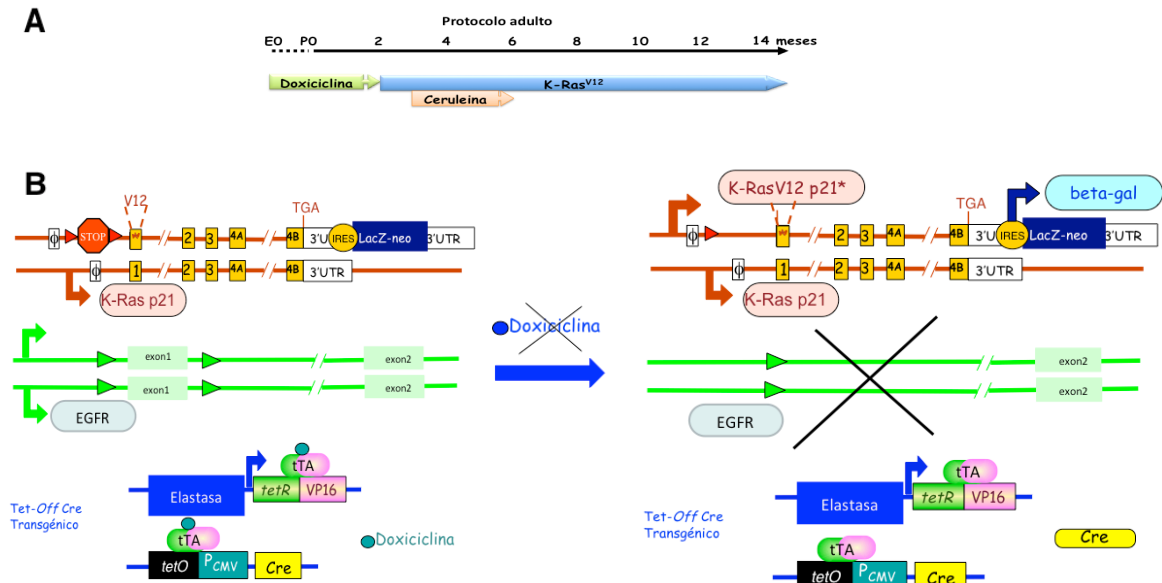 A
Protocolo adulto
E0 P0 2 4 6 8 10 12 14 meses
Doxiciclina
K-Ras^V12
Ceruleina
B
V12
TGA
ϕ STOP 2 3 4A 4B 3'U IRES LacZ-neo 3'UTR
ϕ 1 2 3 4A 4B 3'UTR
K-Ras p21
exon1 exon2
exon1 exon2
EGFR
tTA
Elastasa tetR VP16
Tet-Off Cre
Transgénico
tTA
Doxiciclina
tetO PCMV Cre
Doxiciclina
K-RasV12 p21*
beta-gal
TGA
ϕ 2 3 4A 4B 3'U IRES LacZ-neo 3'UTR
ϕ 1 2 3 4A 4B 3'UTR
K-Ras p21
exon2
exon2
EGFR
tTA
Elastasa tetR VP16
Tet-Off Cre
Transgénico
Cre
tTA
tetO PCMV Cre